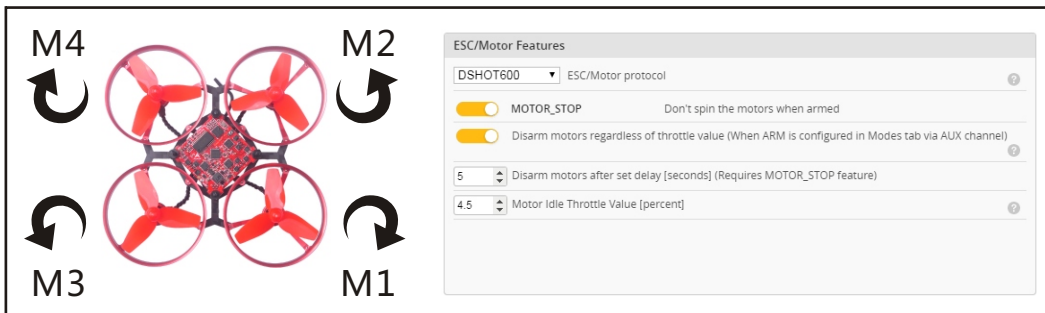 M4
M2
M3
M1
ESC/Motor Features
DSHOT600 ESC/Motor protocol
MOTOR_STOP Don't spin the motors when armed
Disarm motors regardless of throttle value (When ARM is configured in Modes tab via AUX channel)
5 Disarm motors after set delay [seconds] (Requires MOTOR_STOP feature)
4.5 Motor Idle Throttle Value [percent]